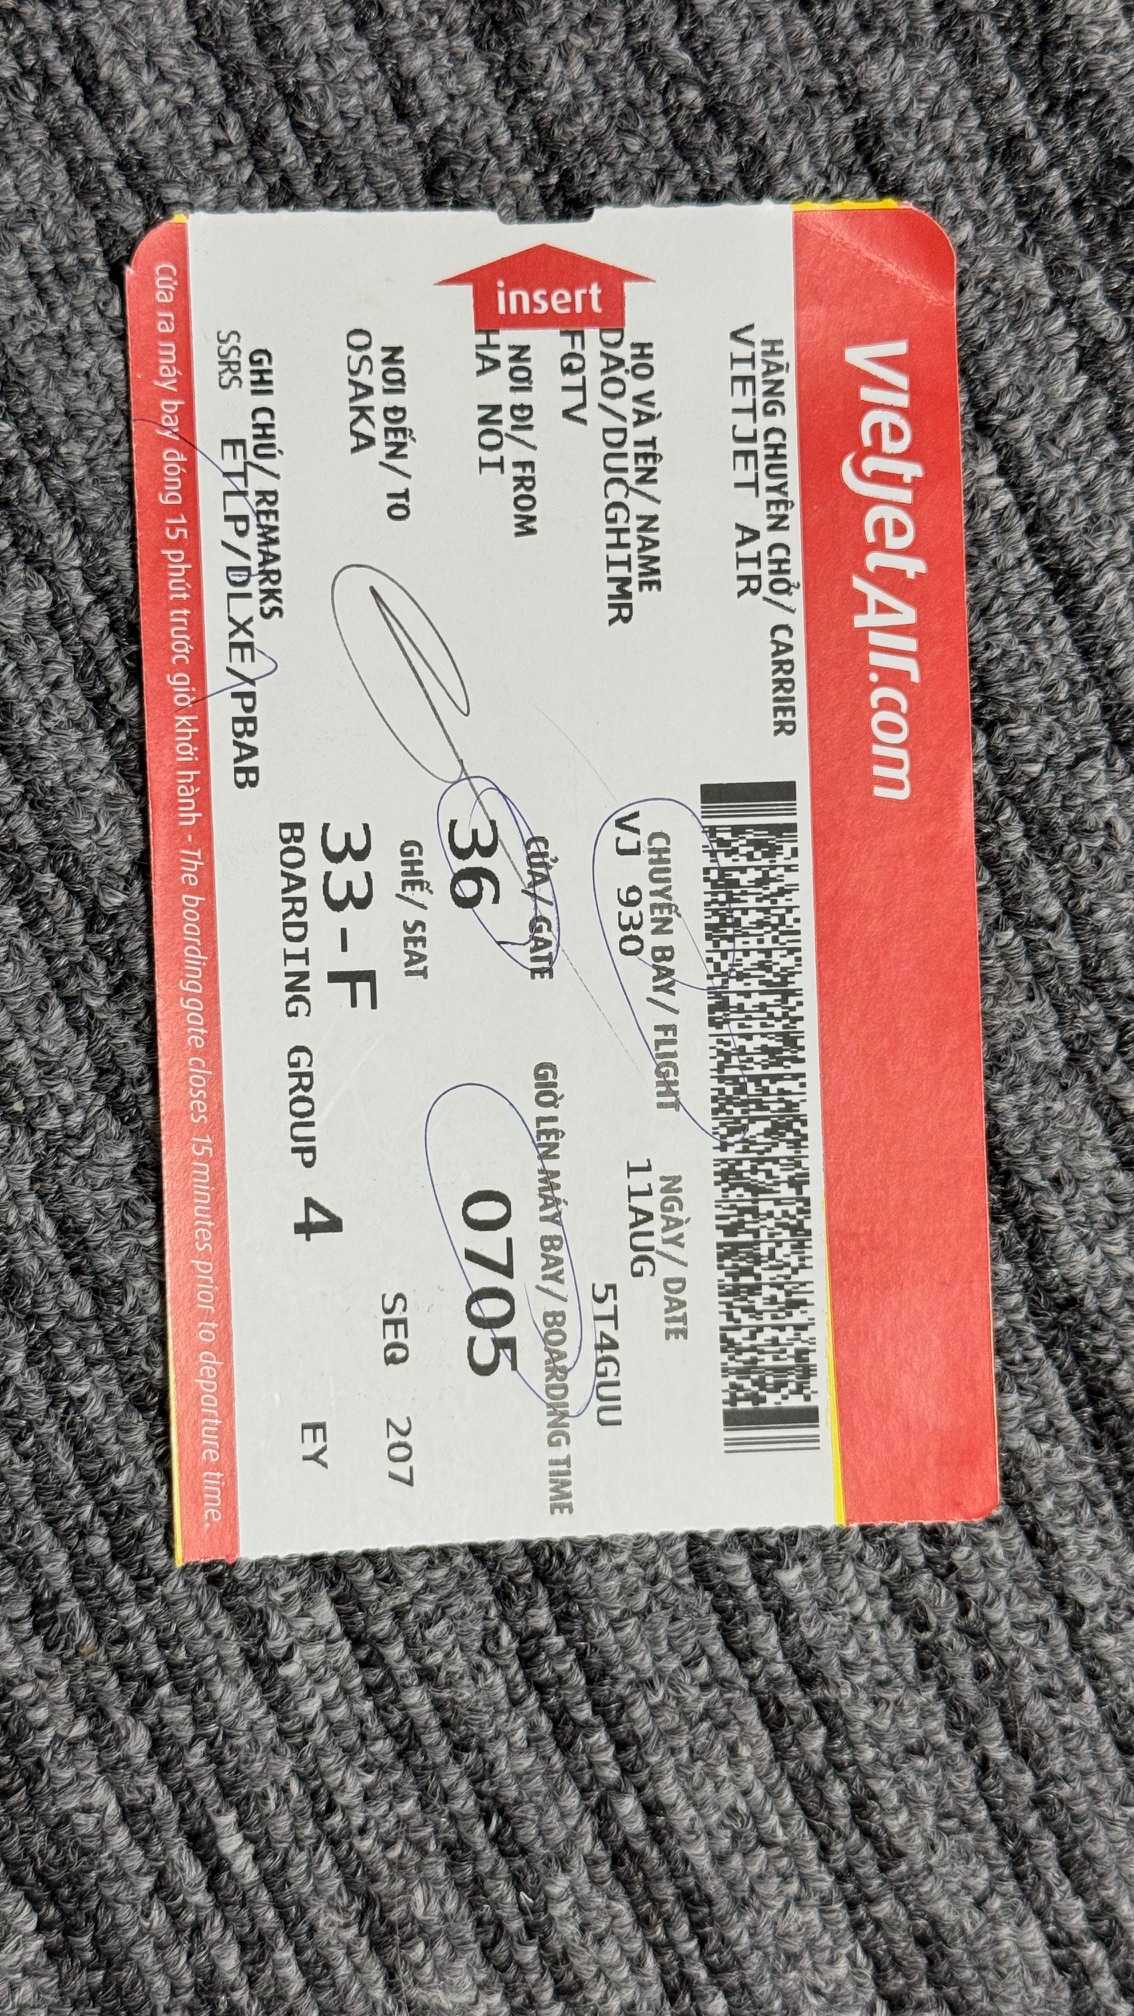 VietjetAir.com
HÃNG CHUYÊN CHỞ/ CARRIER
VIETJET AIR
HỌ VÀ TÊN/ NAME
DAO/DUCGHIMR
FQTV
CHUYẾN BAY/ FLIGHT
VJ 930
NGÀY/ DATE
11AUG
5T4GUU
insert
NƠI ĐI/ FROM
HA NOI
CỬA/ GATE
36
GIỜ LÊN MÁY BAY/ BOARDING TIME
0705
NƠI ĐẾN/ TO
OSAKA
GHẾ/ SEAT
33-F
SEQ 207
BOARDING GROUP 4
EY
GHI CHÚ/ REMARKS
SSRS ETLP/DLXE/PBAB
Cửa ra máy bay đóng 15 phút trước giờ khởi hành - The boarding gate closes 15 minutes prior to departure time.